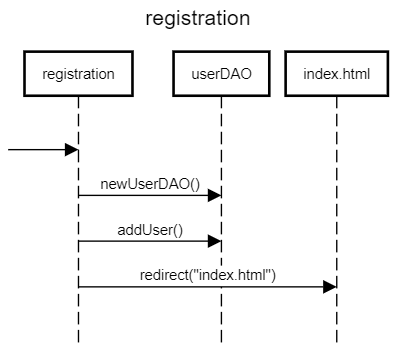 registration
registration
userDAO
index.html
newUserDAO()
addUser()
redirect("index.html")